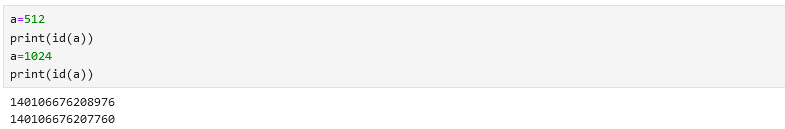 a=512
print(id(a))
a=1024
print(id(a))
140106676208976
140106676207760